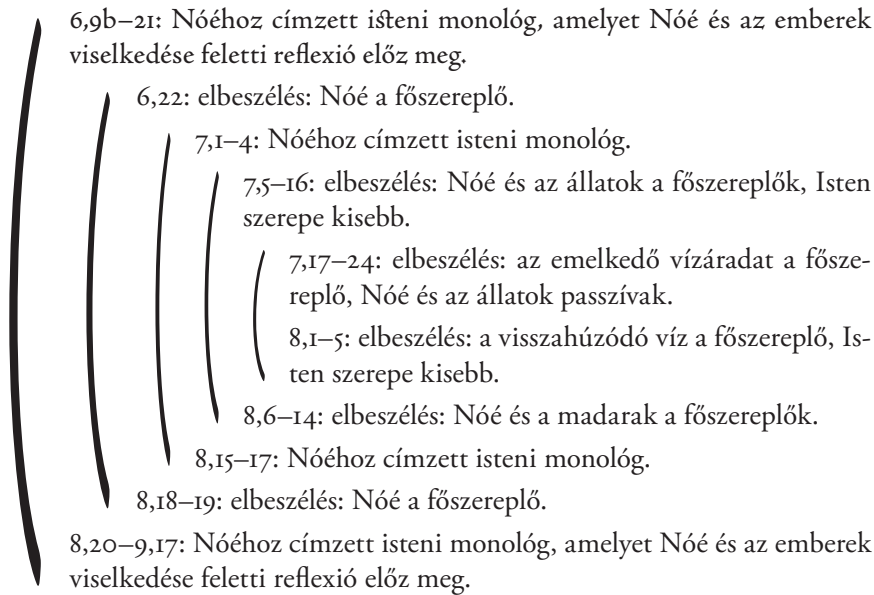 6,9b–21: Nóéhoz címzett isteni monológ, amelyet Nóé és az emberek
viselkedése feletti reflexió előz meg.
6,22: elbeszélés: Nóé a főszereplő.
7,1–4: Nóéhoz címzett isteni monológ.
7,5–16: elbeszélés: Nóé és az állatok a főszereplők, Isten
szerepe kisebb.
7,17–24: elbeszélés: az emelkedő vízáradat a fősze-
replő, Nóé és az állatok passzívak.
8,1–5: elbeszélés: a visszahúzódó víz a főszereplő, Is-
ten szerepe kisebb.
8,6–14: elbeszélés: Nóé és a madarak a főszereplők.
8,15–17: Nóéhoz címzett isteni monológ.
8,18–19: elbeszélés: Nóé a főszereplő.
8,20–9,17: Nóéhoz címzett isteni monológ, amelyet Nóé és az emberek
viselkedése feletti reflexió előz meg.